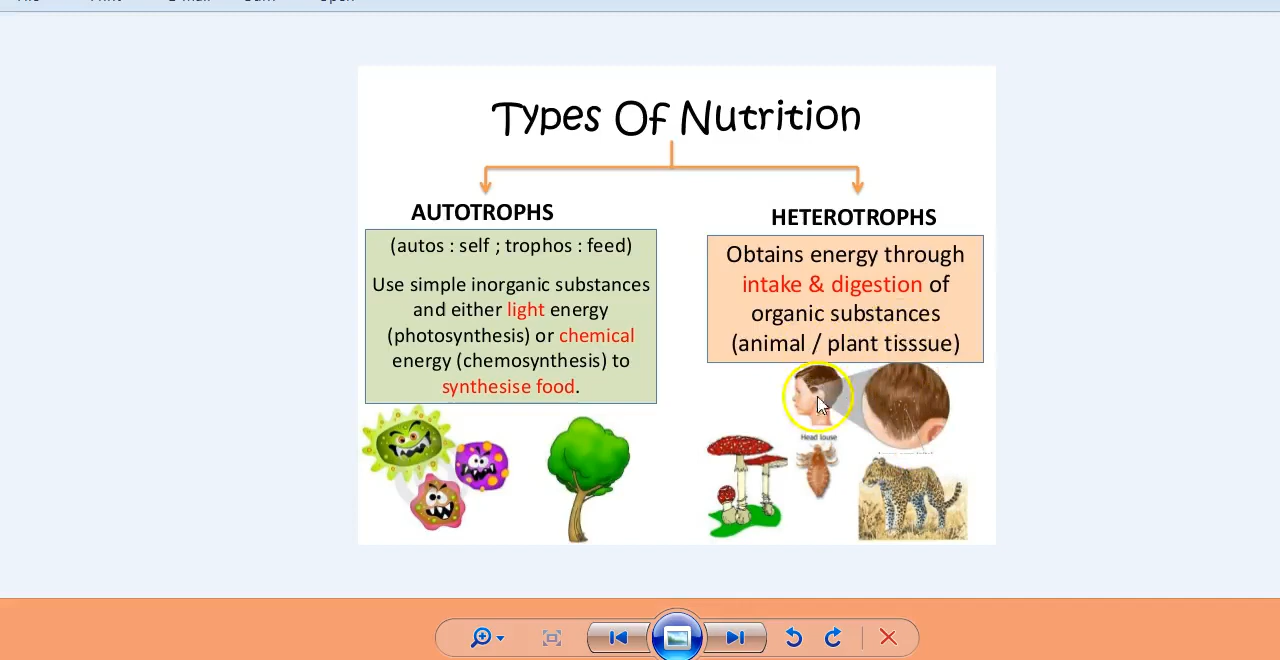 Types Of Nutrition
AUTOTROPHS
(autos : self ; trophos : feed)
Use simple inorganic substances
and either light energy
(photosynthesis) or chemical
energy (chemosynthesis) to
synthesise food.
HETEROTROPHS
Obtains energy through
intake & digestion of
organic substances
(animal / plant tisssue)
Head louse